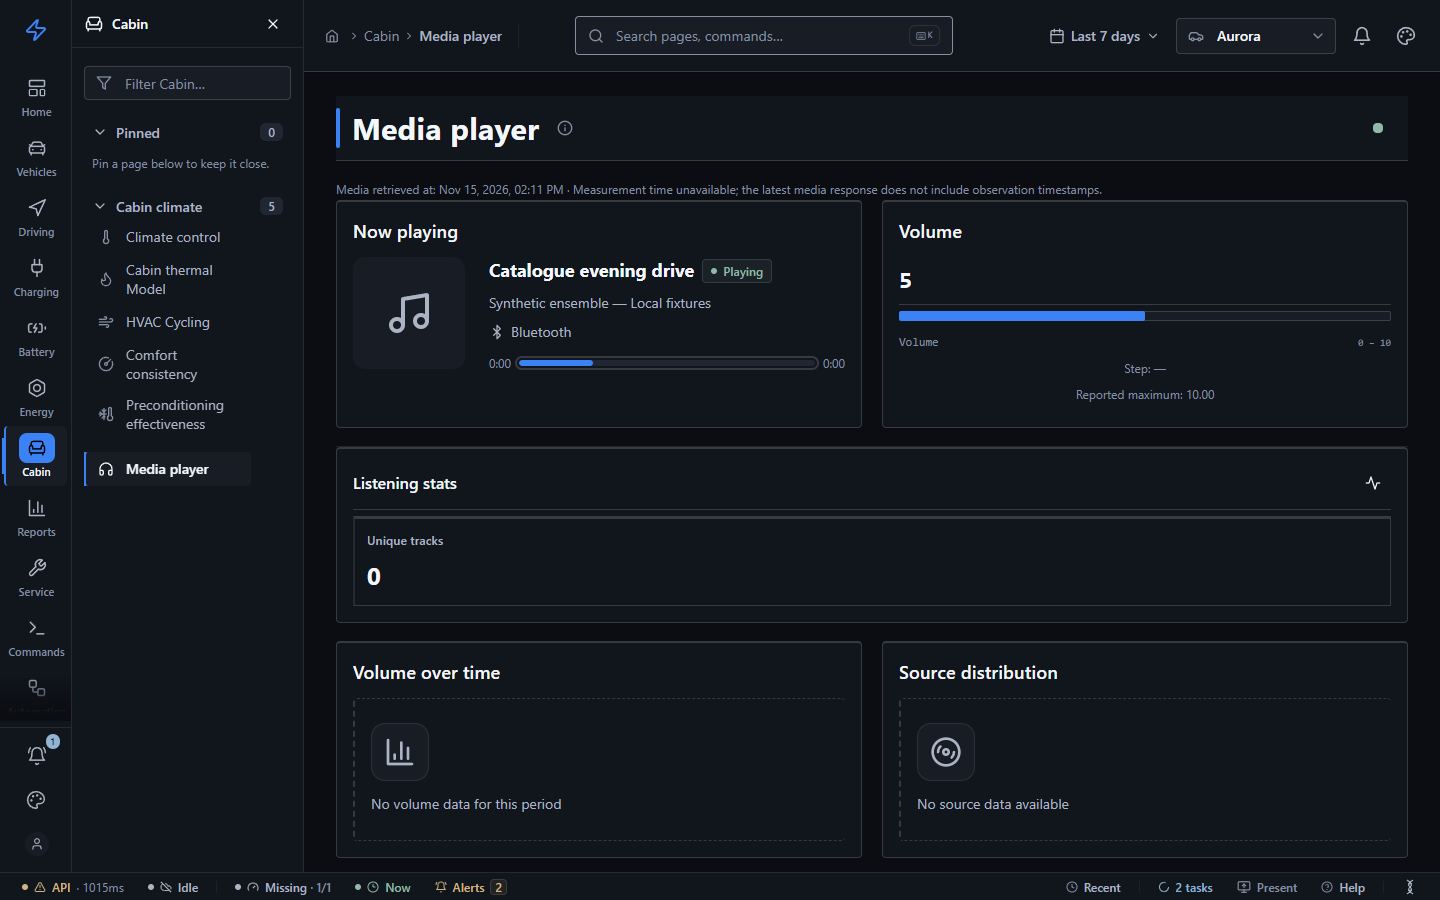 Home
Vehicles
Driving
Charging
Battery
Energy
Cabin
Reports
Service
Commands
1
Cabin
Filter Cabin...
Pinned 0
Pin a page below to keep it close.
Cabin climate 5
Climate control
Cabin thermal
Model
HVAC Cycling
Comfort
consistency
Preconditioning
effectiveness
Media player
Cabin Media player
Search pages, commands... K
Last 7 days
Aurora
Media player
Media retrieved at: Nov 15, 2026, 02:11 PM · Measurement time unavailable; the latest media response does not include observation timestamps.
Now playing
Catalogue evening drive Playing
Synthetic ensemble — Local fixtures
Bluetooth
0:00 0:00
Volume
5
Volume 0 – 10
Step: —
Reported maximum: 10.00
Listening stats
Unique tracks
0
Volume over time
No volume data for this period
Source distribution
No source data available
API · 1015ms Idle Missing · 1/1 Now Alerts 2 Recent 2 tasks Present Help